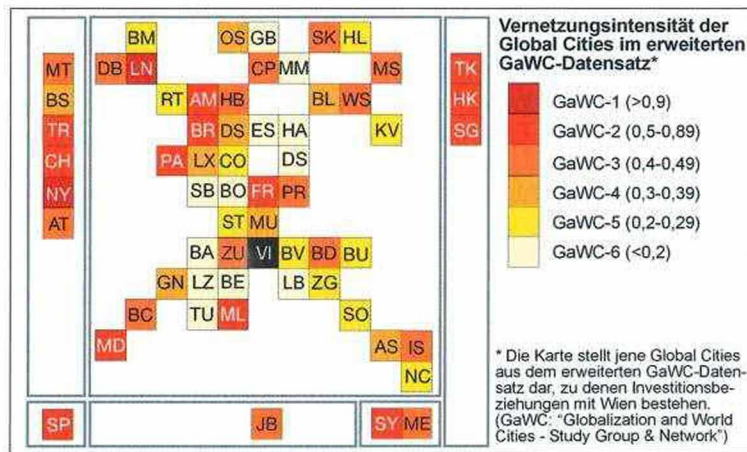 Vernetzungsintensität der
Global Cities im erweiterten
GaWC-Datensatz*
GaWC-1 (>0,9)
GaWC-2 (0,5-0,89)
GaWC-3 (0,4-0,49)
GaWC-4 (0,3-0,39)
GaWC-5 (0,2-0,29)
GaWC-6 (<0,2)
BM OS GB SK HL
MT DB LN CP MM MS TK
BS RT AM HB BL WS HK
TR BR DS ES HA KV SG
CH PA LX CO DS
NY SB BO FR PR
AT ST MU
BA ZU VI BV BD BU
GN LZ BE LB ZG
BC TU ML SO
MD AS IS
NC
SP JB SY ME
* Die Karte stellt jene Global Cities
aus dem erweiterten GaWC-Daten-
satz dar, zu denen Investitionsbe-
ziehungen mit Wien bestehen.
(GaWC: "Globalization and World
Cities - Study Group & Network")